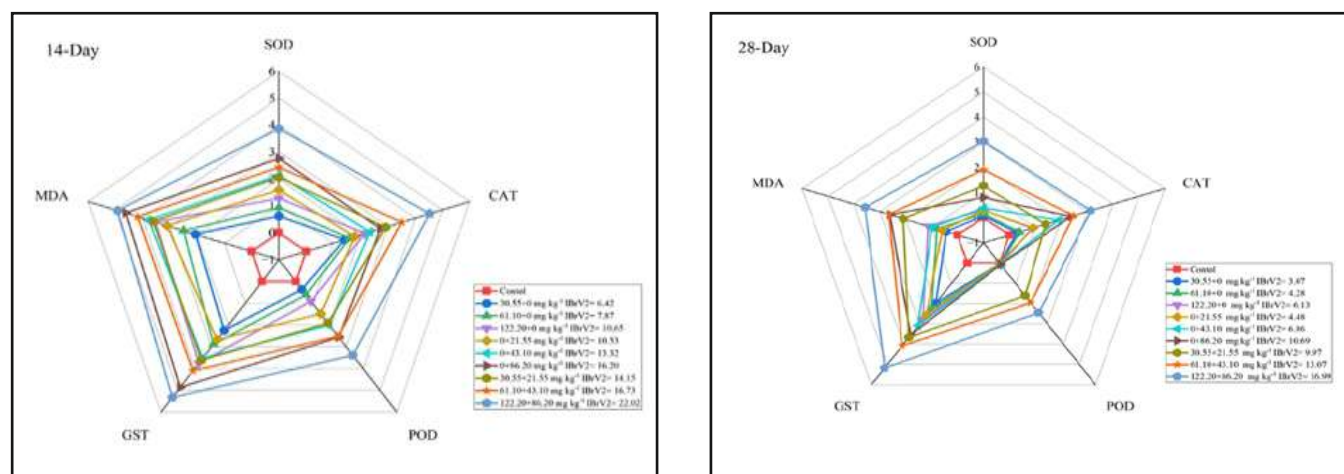 14-Day
SOD
6
5
4
3
2
1
0
−1
MDA
CAT
GST
POD
Control
30.55+0 mg kg⁻¹ IBrV2= 6.42
61.10+0 mg kg⁻¹ IBrV2= 7.87
122.20+0 mg kg⁻¹ IBrV2= 10.65
0+21.55 mg kg⁻¹ IBrV2= 10.53
0+43.10 mg kg⁻¹ IBrV2= 13.32
0+86.20 mg kg⁻¹ IBrV2= 16.20
30.55+21.55 mg kg⁻¹ IBrV2= 14.15
61.10+43.10 mg kg⁻¹ IBrV2= 16.73
122.20+86.20 mg kg⁻¹ IBrV2= 22.02
28-Day
SOD
6
5
4
3
2
1
0
−1
MDA
CAT
GST
POD
Control
30.55+0 mg kg⁻¹ IBrV2=
61.10+0 mg kg⁻¹ IBrV2= 4.28
122.20+0 mg kg⁻¹ IBrV2= 6.13
0+21.55 mg kg⁻¹ IBrV2= 4.48
0+43.10 mg kg⁻¹ IBrV2= 6.86
0+86.20 mg kg⁻¹ IBrV2= 10.69
30.55+21.55 mg kg⁻¹ IBrV2= 9.97
61.10+43.10 mg kg⁻¹ IBrV2= 13.07
122.20+86.20 mg kg⁻¹ IBrV2= 16.98